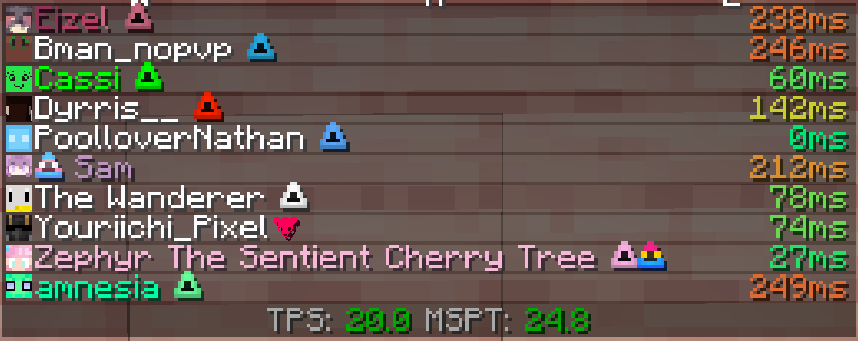 Eizel 238ms
Bman_nopvp 246ms
Cassi 60ms
Dyrris__ 142ms
PoolloverNathan 0ms
Sam 212ms
The Wanderer 78ms
Youriichi_Pixel 74ms
Zephyr The Sentient Cherry Tree 27ms
amnesia 249ms
TPS: 20.0 MSPT: 24.8